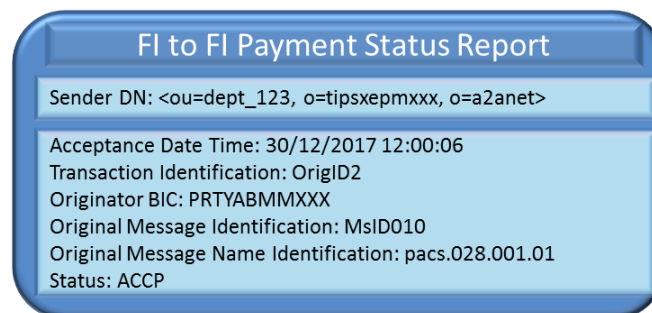 FI to FI Payment Status Report
Sender DN: <ou=dept_123, o=tipsxepmxxx, o=a2anet>
Acceptance Date Time: 30/12/2017 12:00:06
Transaction Identification: OrigID2
Originator BIC: PRTYABMMXXX
Original Message Identification: MsID010
Original Message Name Identification: pacs.028.001.01
Status: ACCP